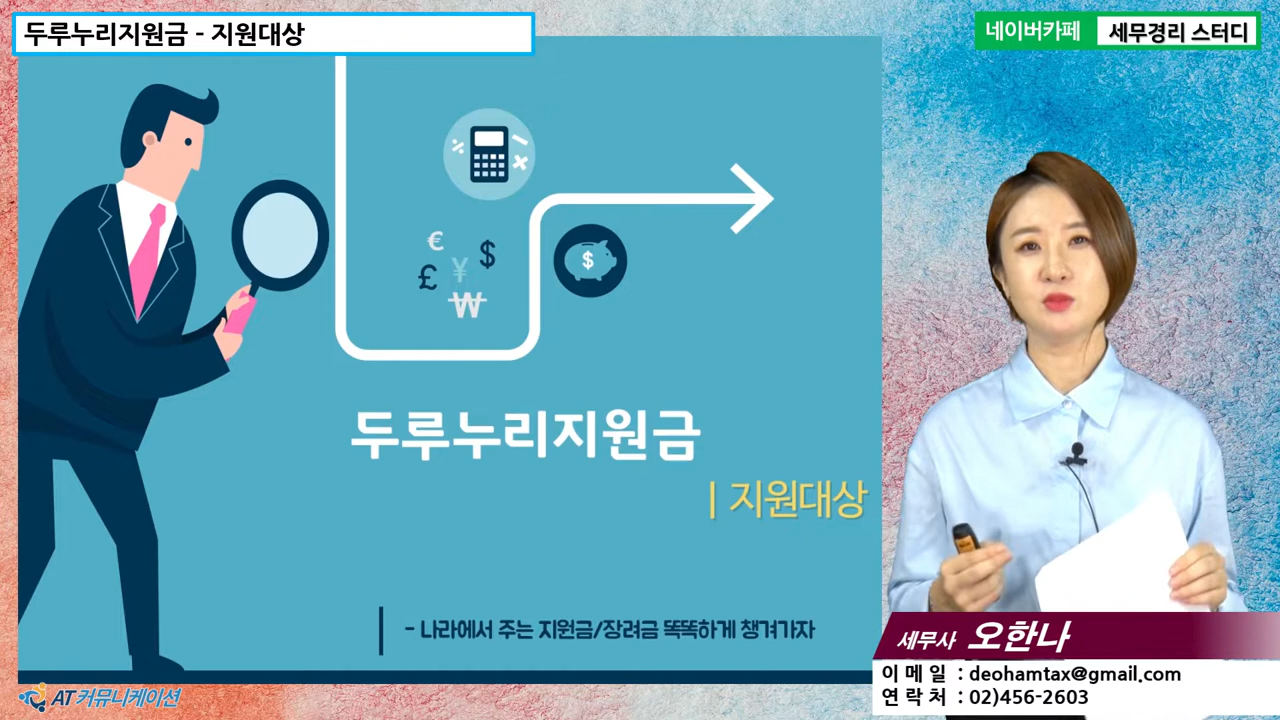 두루누리지원금 - 지원대상
네이버카페 세무경리 스터디
€
$
£
¥
₩
$
두루누리지원금
| 지원대상
- 나라에서 주는 지원금/장려금 똑똑하게 챙겨가자
세무사 오한나
이 메 일 : deohamtax@gmail.com
연 락 처 : 02)456-2603
AT커뮤니케이션